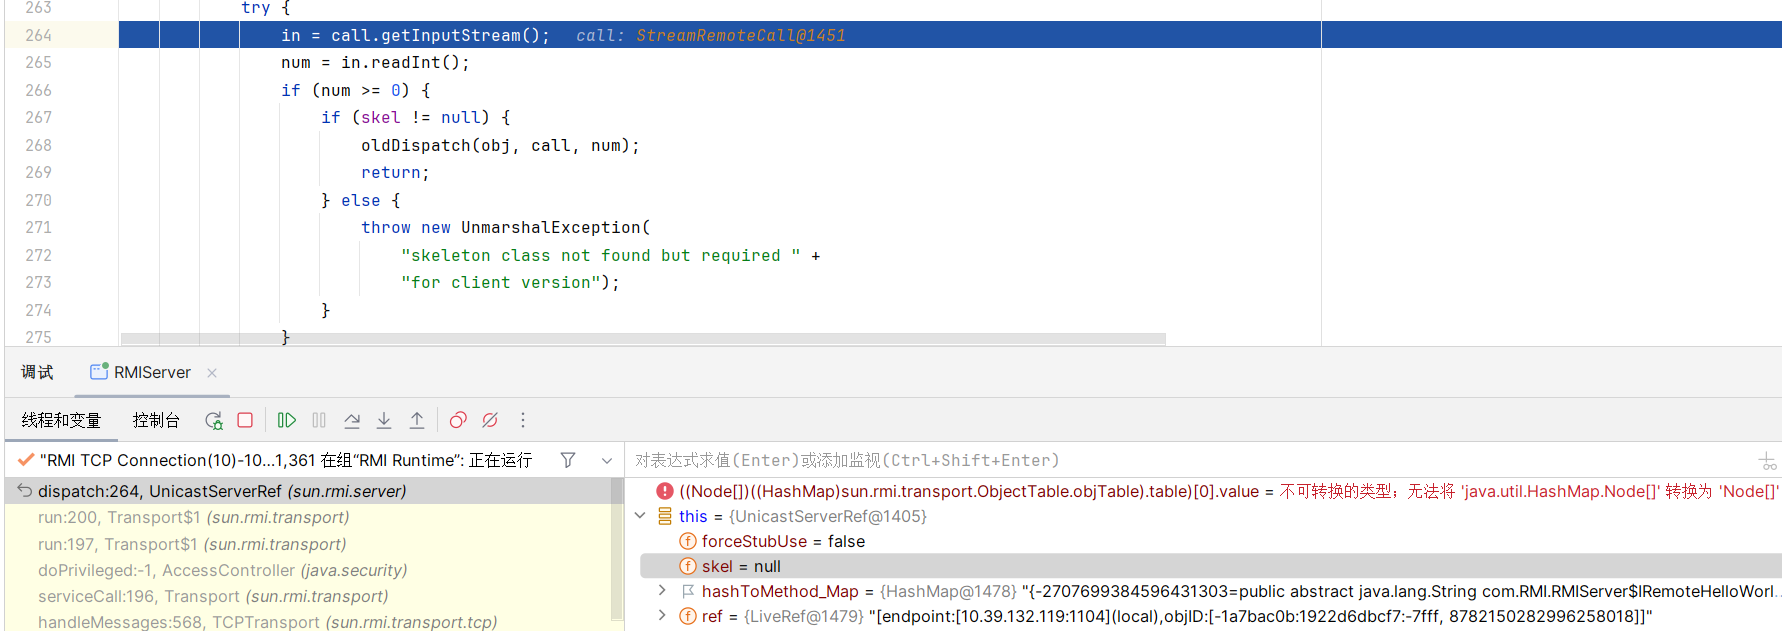 263 try {
264 in = call.getInputStream(); call: StreamRemoteCall@1451
265 num = in.readInt();
266 if (num >= 0) {
267 if (skel != null) {
268 oldDispatch(obj, call, num);
269 return;
270 } else {
271 throw new UnmarshalException(
272 "skeleton class not found but required " +
273 "for client version");
274 }
275 }
调试 RMIServer ×
线程和变量 控制台
"RMI TCP Connection(10)-10...1,361 在组“RMI Runtime”: 正在运行
对表达式求值(Enter)或添加监视(Ctrl+Shift+Enter)
dispatch:264, UnicastServerRef (sun.rmi.server)
run:200, Transport$1 (sun.rmi.transport)
run:197, Transport$1 (sun.rmi.transport)
doPrivileged:-1, AccessController (java.security)
serviceCall:196, Transport (sun.rmi.transport)
handleMessages:568, TCPTransport (sun.rmi.transport.tcp)
((Node[])((HashMap)sun.rmi.transport.ObjectTable.objTable).table)[0].value = 不可转换的类型；无法将 'java.util.HashMap.Node[]' 转换为 'Node[]'
this = {UnicastServerRef@1405}
forceStubUse = false
skel = null
hashToMethod_Map = {HashMap@1478} "{-2707699384596431303=public abstract java.lang.String com.RMI.RMIServer$IRemoteHelloWorl...
ref = {LiveRef@1479} "[endpoint:[10.39.132.119:1104](local),objID:[-1a7bac0b:1922d6dbcf7:-7fff, 8782150282996258018]]"